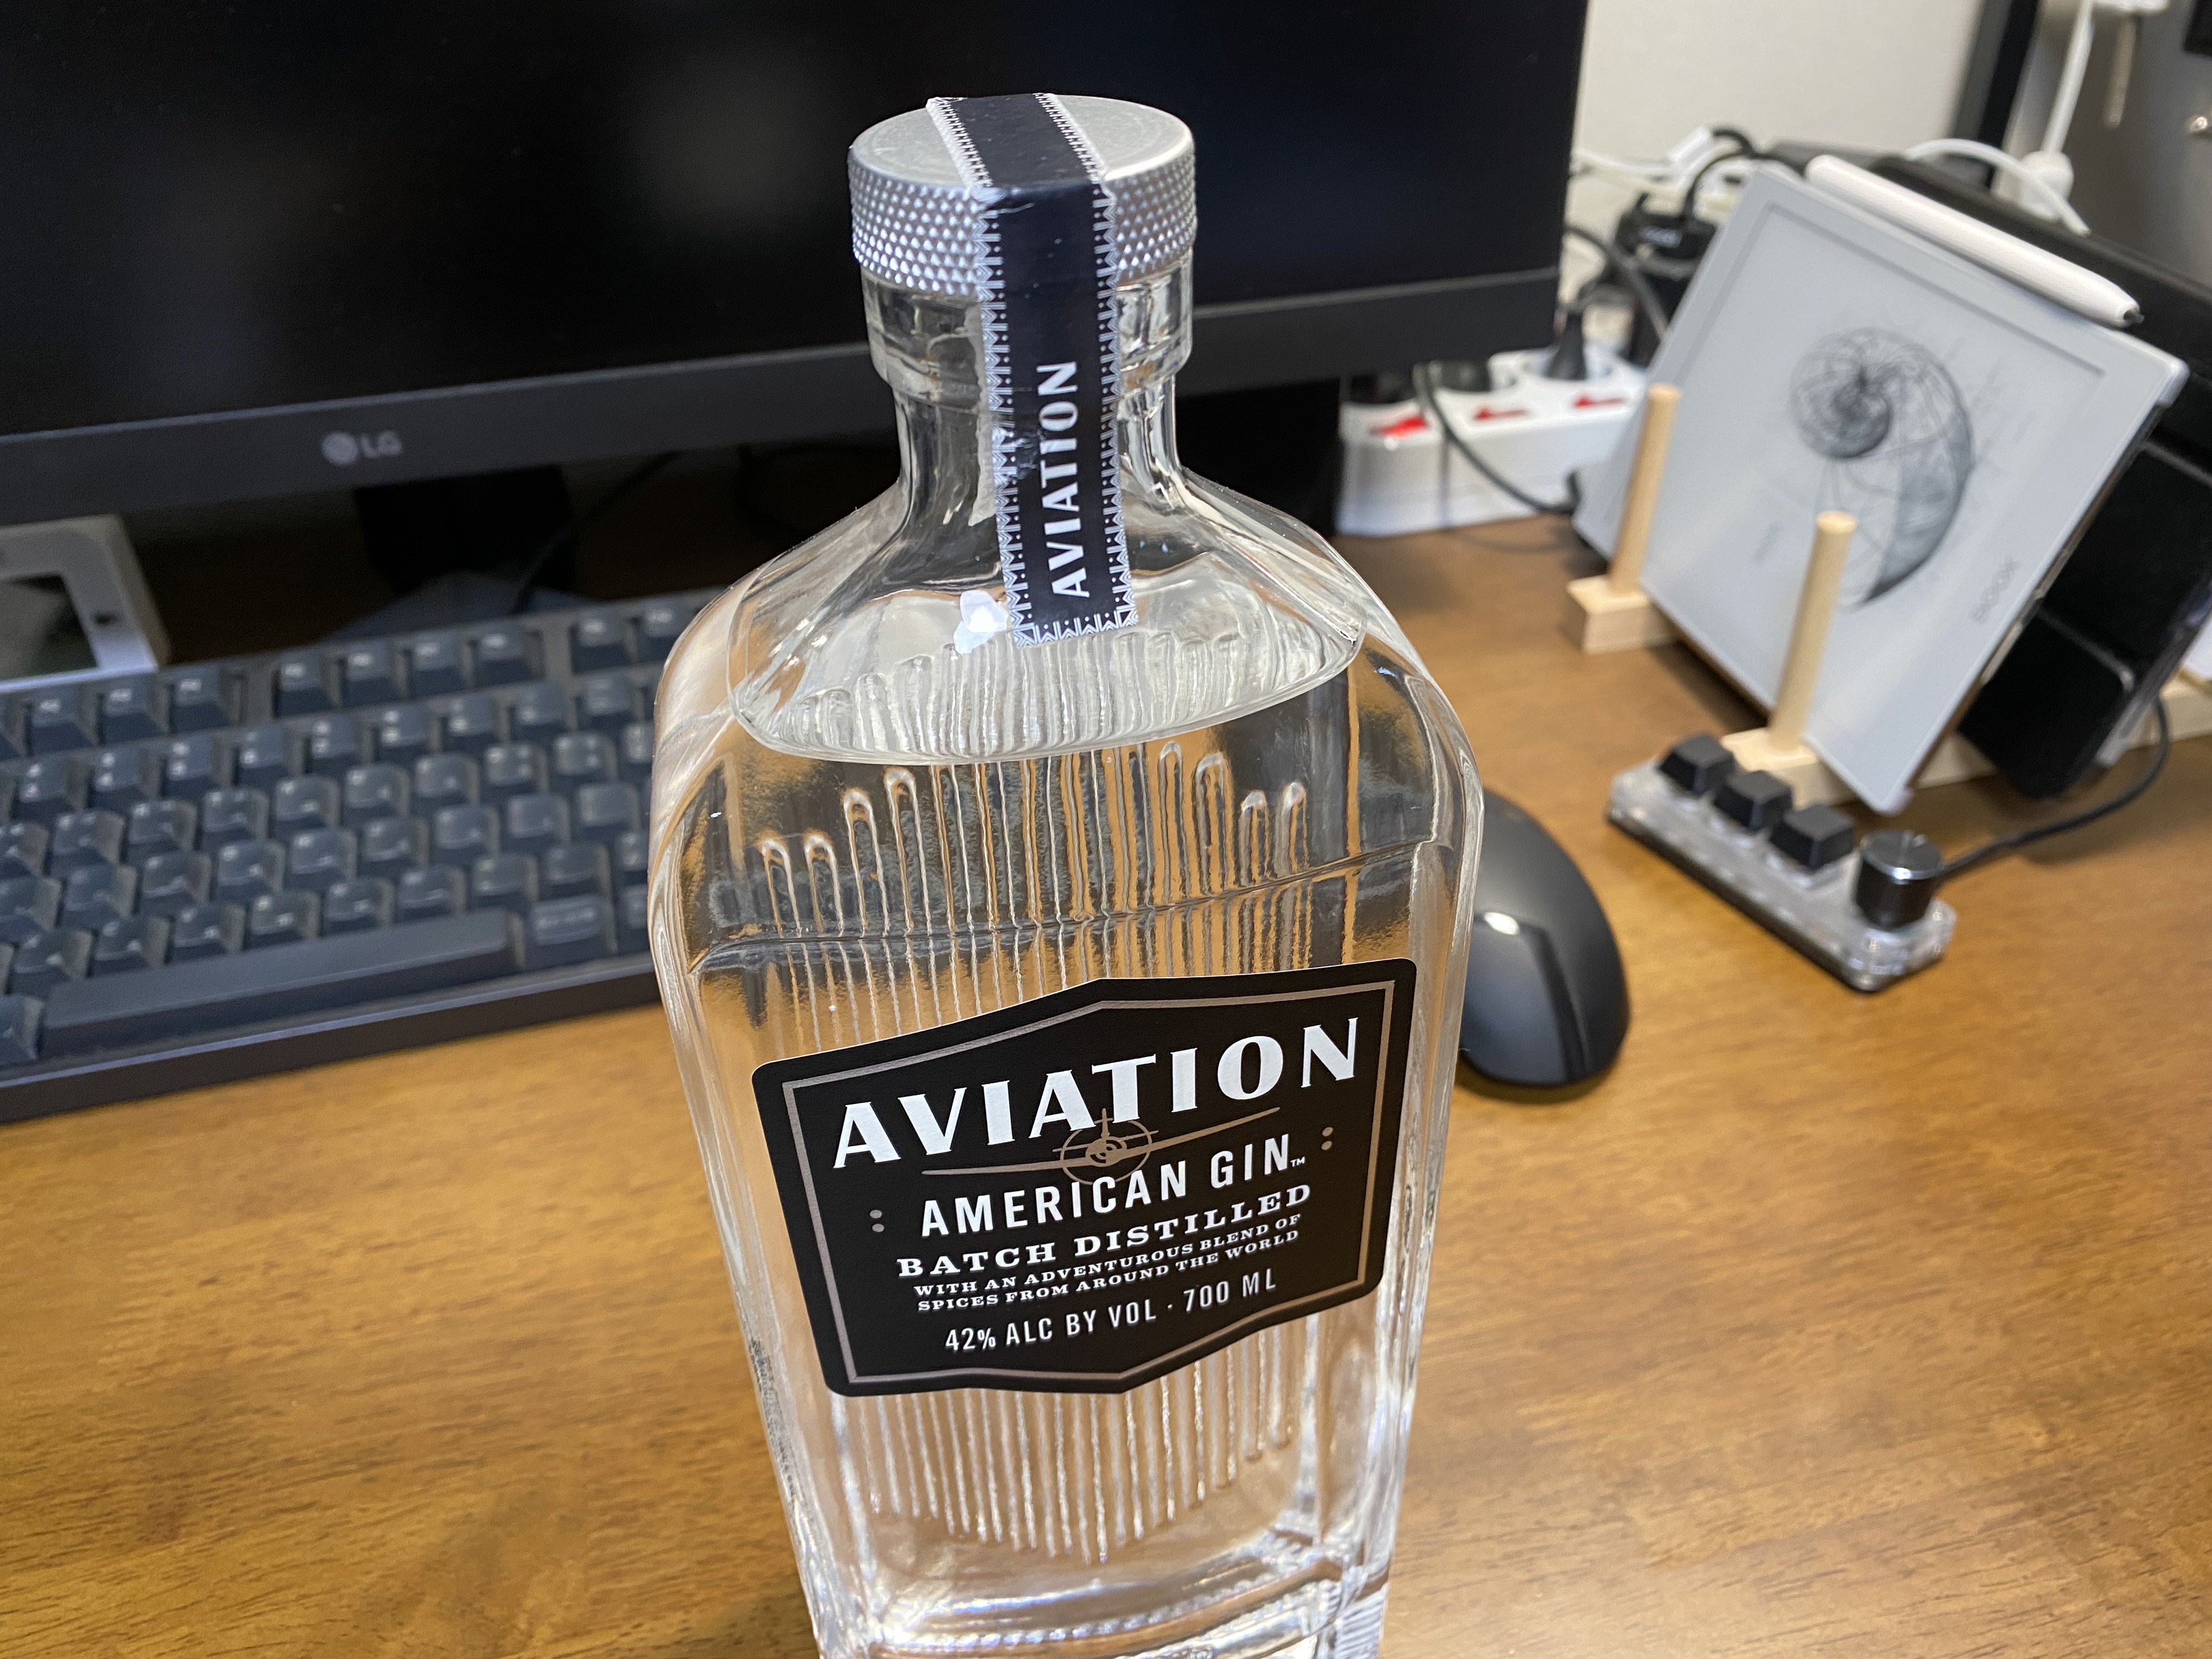 AVIATION
LG
BOOX
AVIATION
AMERICAN GIN™
BATCH DISTILLED
WITH AN ADVENTUROUS BLEND OF
SPICES FROM AROUND THE WORLD
42% ALC BY VOL · 700 ML